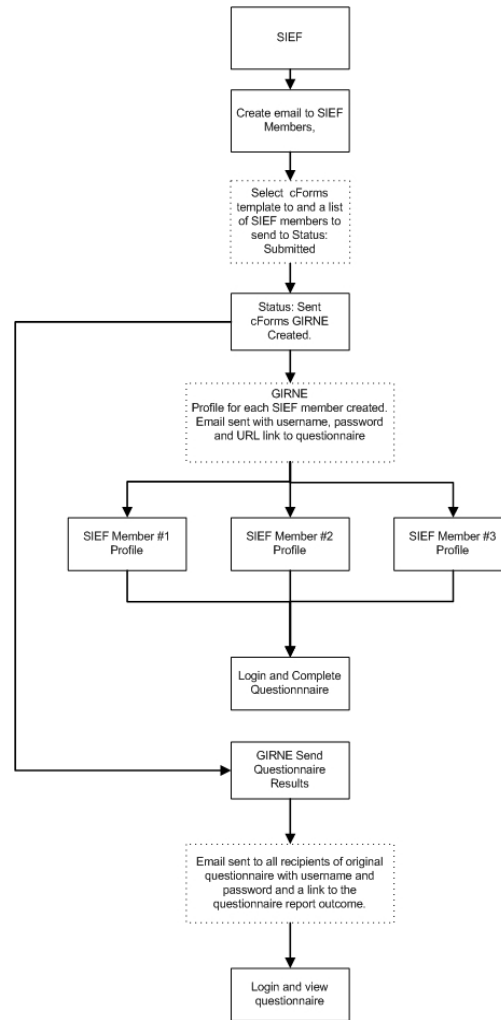 SIEF
Create email to SIEF
Members,
Select cForms
template to and a list
of SIEF members to
send to Status:
Submitted
Status: Sent
cForms GIRNE
Created.
GIRNE
Profile for each SIEF member created.
Email sent with username, password
and URL link to questionnaire
SIEF Member #1
Profile
SIEF Member #2
Profile
SIEF Member #3
Profile
Login and Complete
Questionnnaire
GIRNE Send
Questionnaire
Results
Email sent to all recipients of original
questionnaire with username and
password and a link to the
questionnaire report outcome.
Login and view
questionnaire